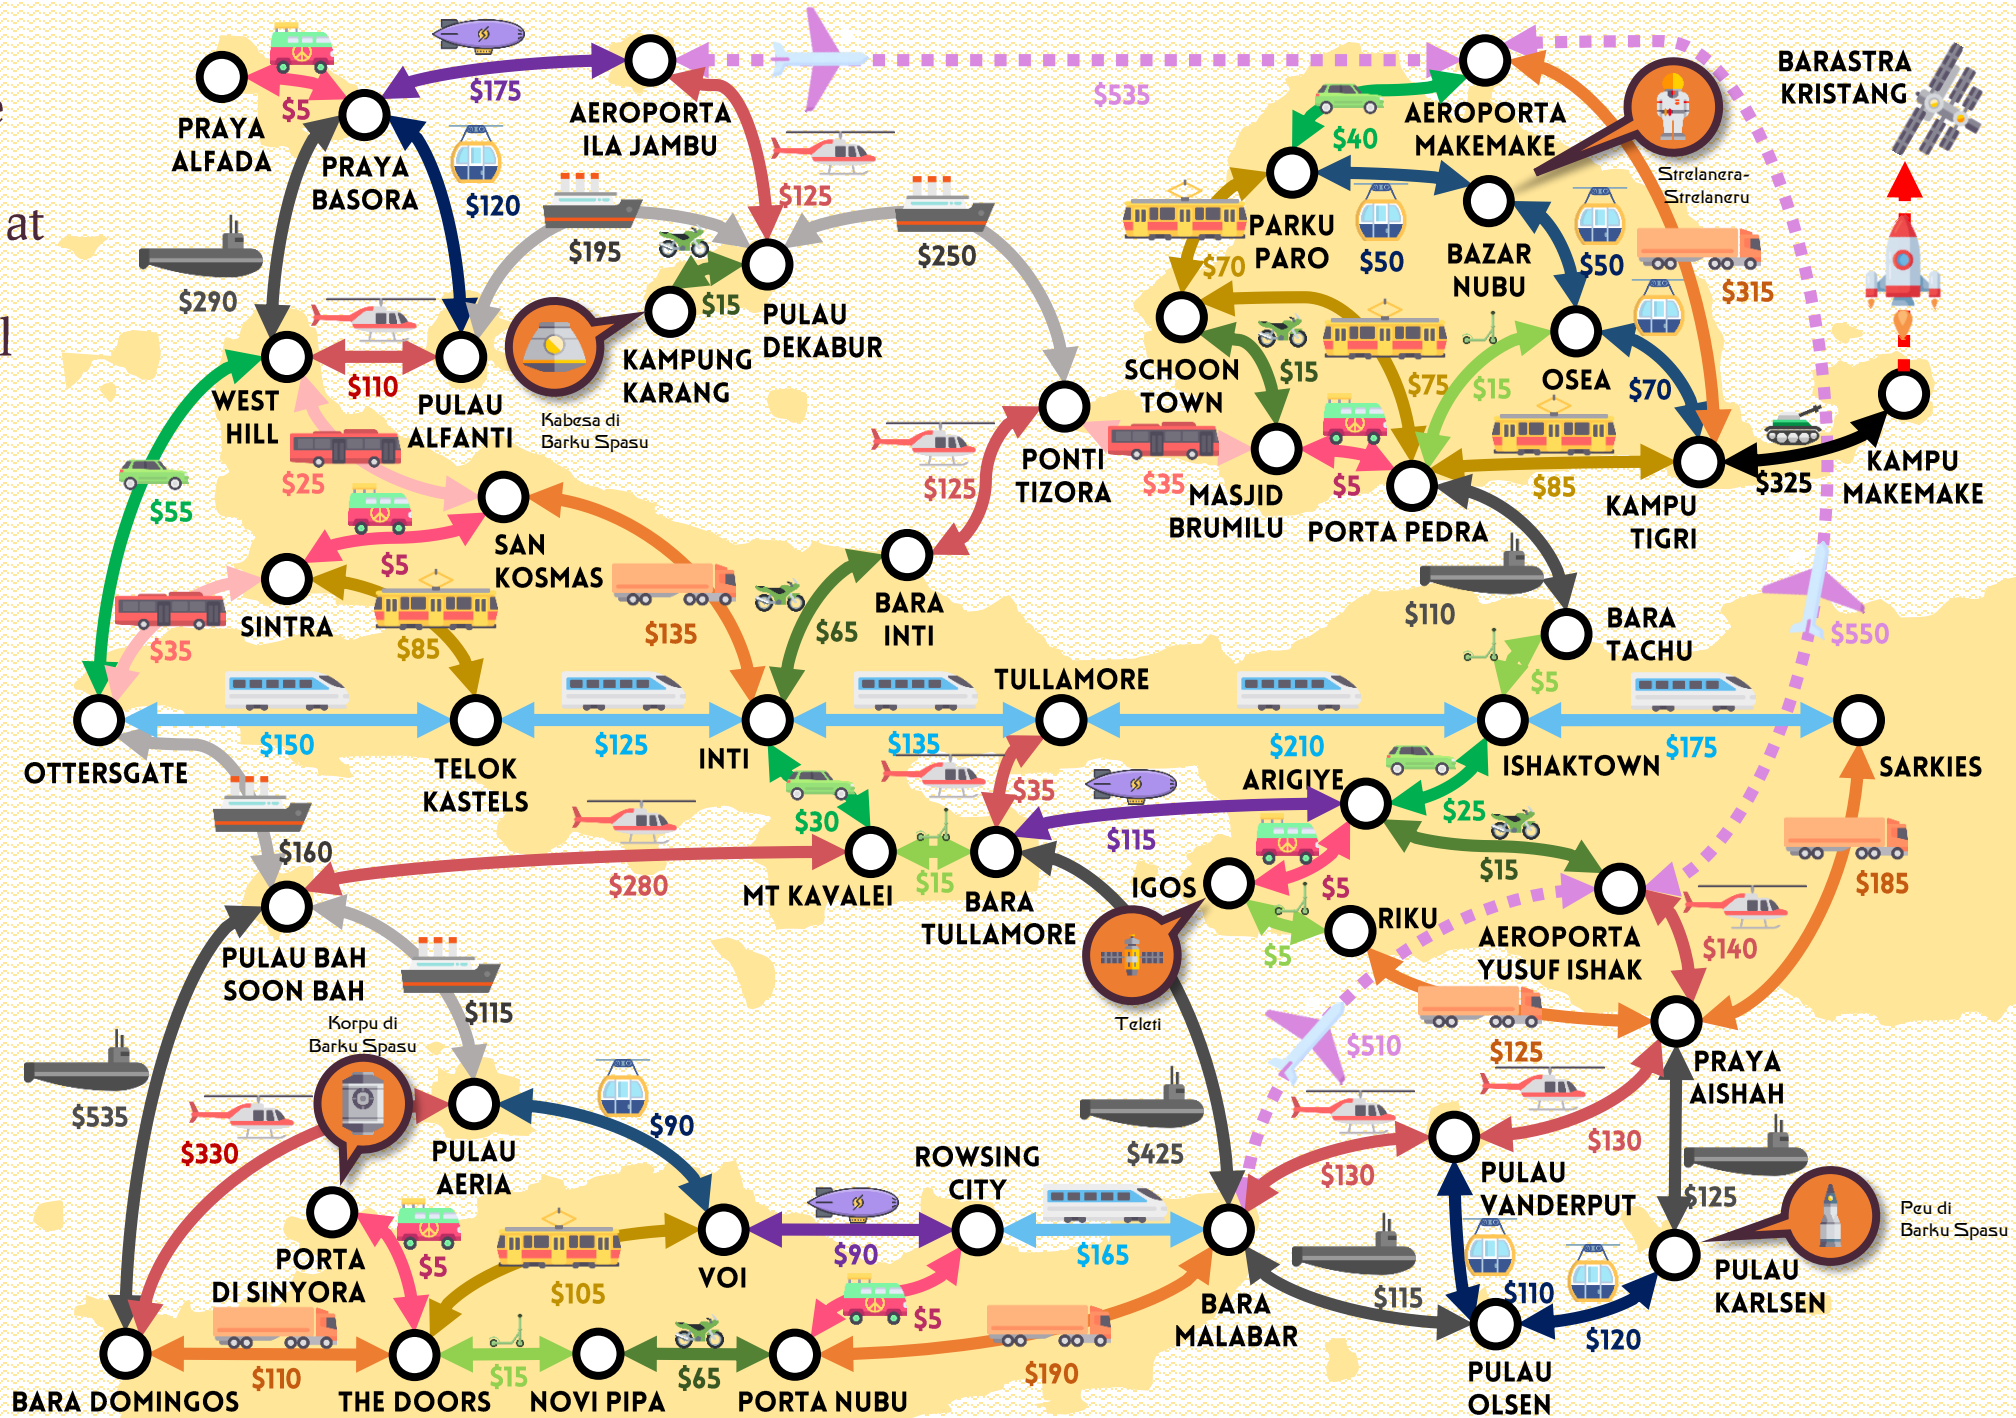 e
at
l
$175
$535
BARASTRA
KRISTANG
$5
AEROPORTA
ILA JAMBU
$40
AEROPORTA
MAKEMAKE
PRAYA
ALFADA
PRAYA
BASORA
$120
$125
$195
$250
Strelanera-
Strelaneru
PARKU
PARO
$70
$50
BAZAR
NUBU
$50
$315
$290
$15
PULAU
DEKABUR
KAMPUNG
KARANG
Kabesa di
Barku Spasu
$110
WEST
HILL
PULAU
ALFANTI
SCHOON
TOWN
$15
$75
$15
OSEA
$70
$25
$125
PONTI
TIZORA
$35
MASJID
BRUMILU
$5
PORTA PEDRA
$85
KAMPU
TIGRI
$325
KAMPU
MAKEMAKE
$55
$5
SAN
KOSMAS
SINTRA
$35
$85
$135
$65
BARA
INTI
$110
BARA
TACHU
$5
$550
TULLAMORE
OTTERSGATE
$150
TELOK
KASTELS
$125
INTI
$135
$210
ISHAKTOWN
$175
SARKIES
$35
ARIGIYE
$25
$30
$115
$160
$280
MT KAVALEI
$15
BARA
TULLAMORE
IGOS
$5
$15
$185
RIKU
$5
AEROPORTA
YUSUF ISHAK
$140
PULAU BAH
SOON BAH
$115
Teleti
$510
$125
PRAYA
AISHAH
Korpu di
Barku Spasu
$535
$330
PULAU
AERIA
$90
$425
$130
$130
ROWSING
CITY
PULAU
VANDERPUT
$125
Peu di
Barku Spasu
PORTA
DI SINYORA
$5
$105
VOI
$90
$165
BARA
MALABAR
$115
$110
$120
PULAU
KARLSEN
$5
$110
$15
$65
$190
PULAU
OLSEN
BARA DOMINGOS
THE DOORS
NOVI PIPA
PORTA NUBU